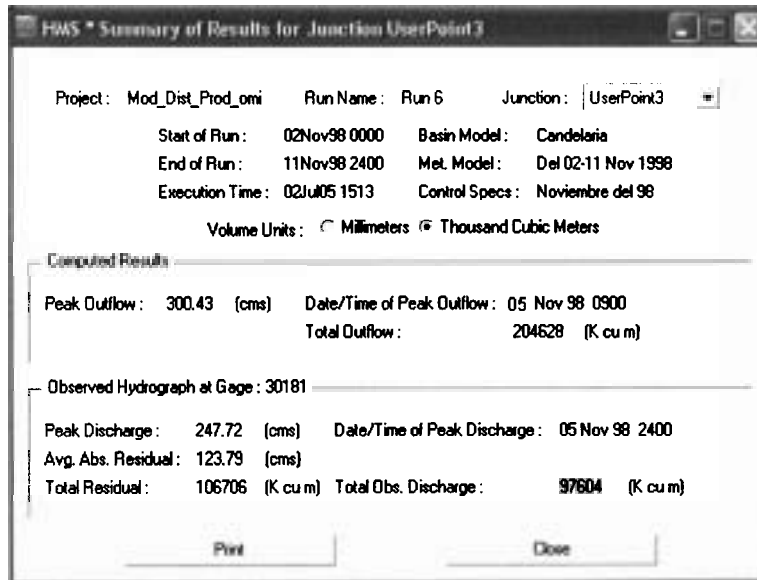 HMS * Summary of Results for Junction UserPoint3
Project : Mod_Dist_Prod_omi Run Name : Run 6 Junction : UserPoint3
Start of Run : 02Nov98 0000 Basin Model : Candelaria
End of Run : 11Nov98 2400 Met. Model : Del 02-11 Nov 1998
Execution Time : 02Jul05 1513 Control Specs : Noviembre del 98
Volume Units : Millimeters Thousand Cubic Meters
Computed Results
Peak Outflow : 300.43 (cms) Date/Time of Peak Outflow : 05 Nov 98 0900
Total Outflow : 204628 (K cu m)
Observed Hydrograph at Gage : 30181
Peak Discharge : 247.72 (cms) Date/Time of Peak Discharge : 05 Nov 98 2400
Avg. Abs. Residual : 123.79 (cms)
Total Residual : 106706 (K cu m) Total Obs. Discharge : 97604 (K cu m)
Print Close